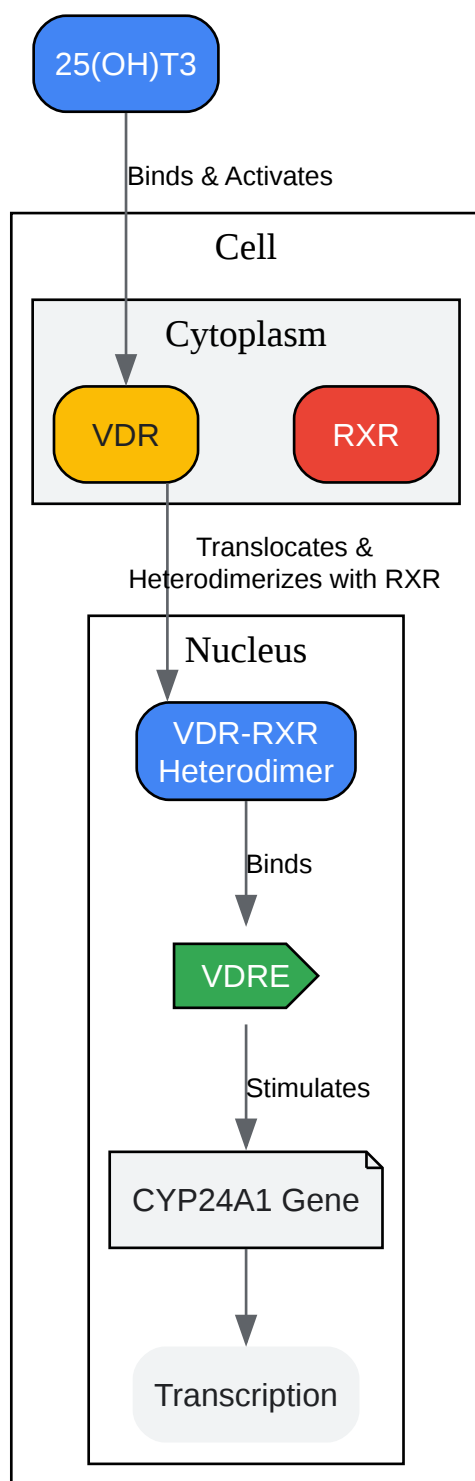 25(OH)T3
Binds & Activates
Cell
Cytoplasm
VDR
RXR
Translocates &
Heterodimerizes with RXR
Nucleus
VDR-RXR
Heterodimer
Binds
VDRE
Stimulates
CYP24A1 Gene
Transcription